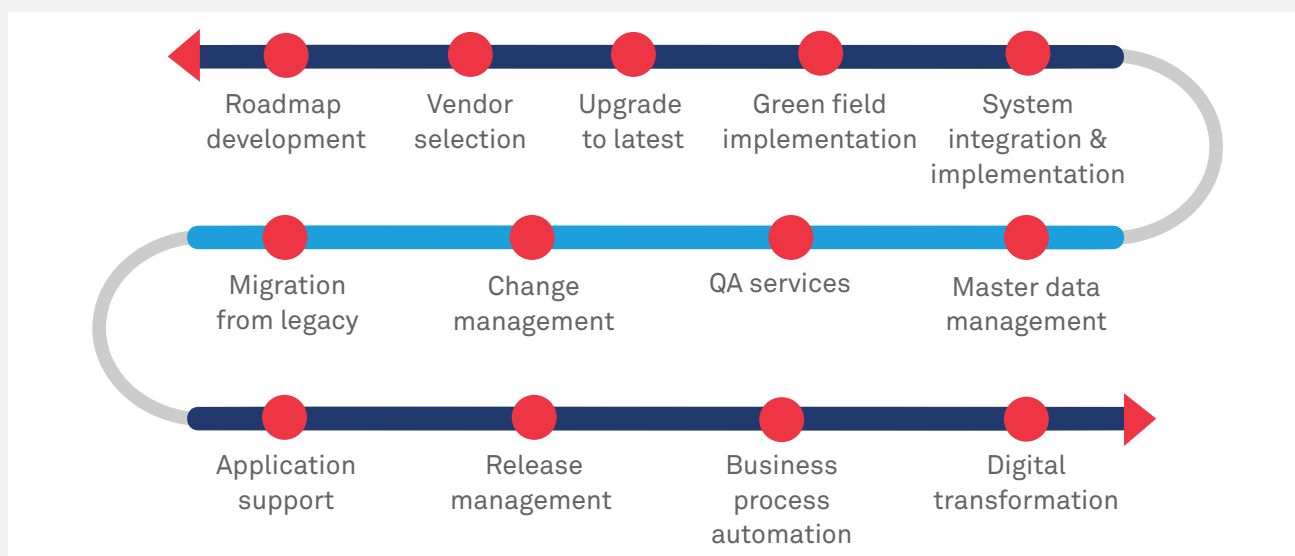 Roadmap
development
Vendor
selection
Upgrade
to latest
Green field
implementation
System
integration &
implementation
Migration
from legacy
Change
management
QA services
Master data
management
Application
support
Release
management
Business
process
automation
Digital
transformation